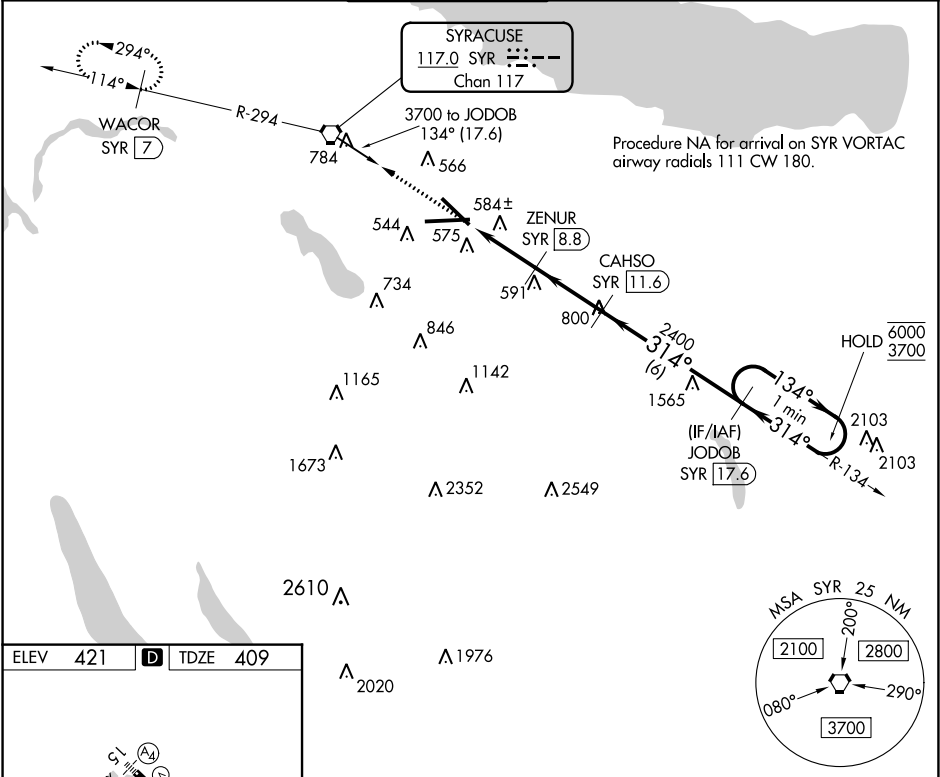 SYRACUSE
117.0 SYR
Chan 117
294°
114°
WACOR
SYR 7
R-294
3700 to JODOB
134° (17.6)
784
566
Procedure NA for arrival on SYR VORTAC
airway radials 111 CW 180.
584±
544
575
ZENUR
SYR 8.8
591
CAHSO
SYR 11.6
734
800
846
2400
314°
(6)
HOLD 6000
3700
1165
1142
1565
134°
1 min
314°
2103
2103
(IF/IAF)
JODOB
SYR 17.6
R-134
1673
2352
2549
2610
MSA SYR 25 NM
200°
2100
2800
080°
290°
3700
ELEV 421 D TDZE 409
1976
2020
15
A4
V